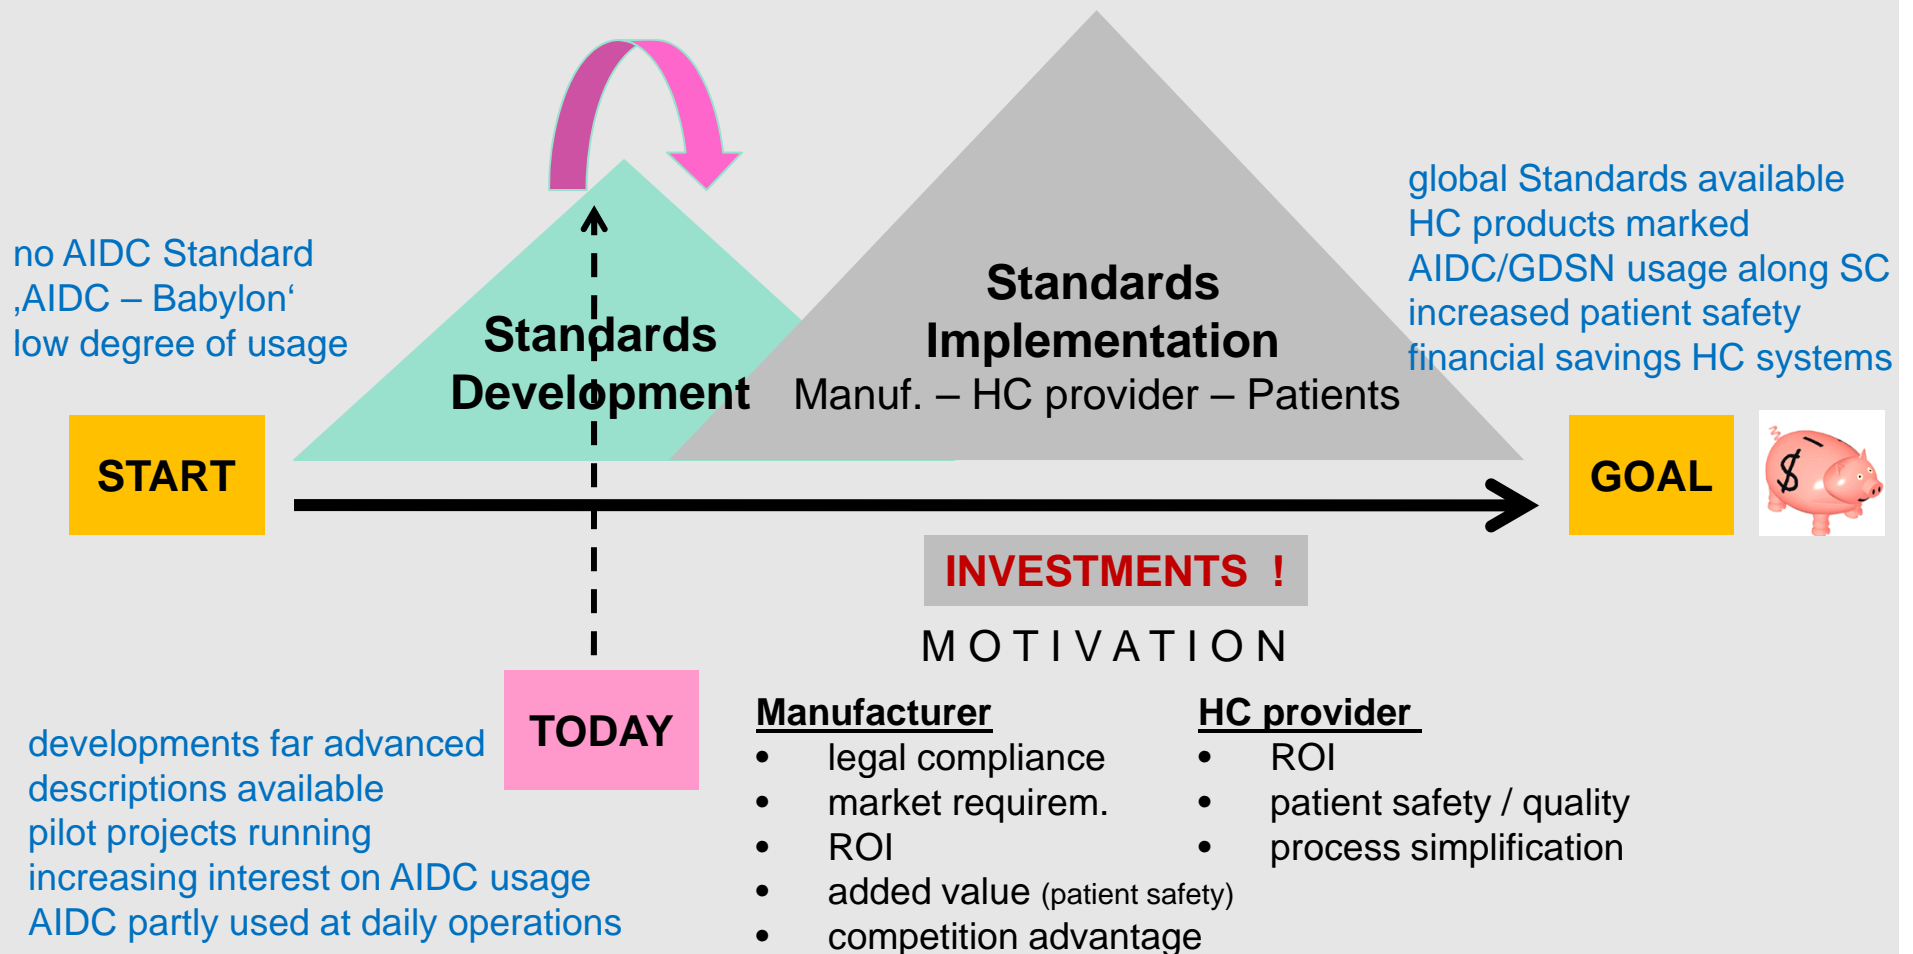 no AIDC Standard
‚AIDC – Babylon‘
low degree of usage
START
Standards
Development
Standards
Implementation
Manuf. – HC provider – Patients
global Standards available
HC products marked
AIDC/GDSN usage along SC
increased patient safety
financial savings HC systems
GOAL
$
INVESTMENTS !
MOTIVATION
TODAY
developments far advanced
descriptions available
pilot projects running
increasing interest on AIDC usage
AIDC partly used at daily operations
Manufacturer
• legal compliance
• market requirem.
• ROI
• added value (patient safety)
• competition advantage
HC provider
• ROI
• patient safety / quality
• process simplification